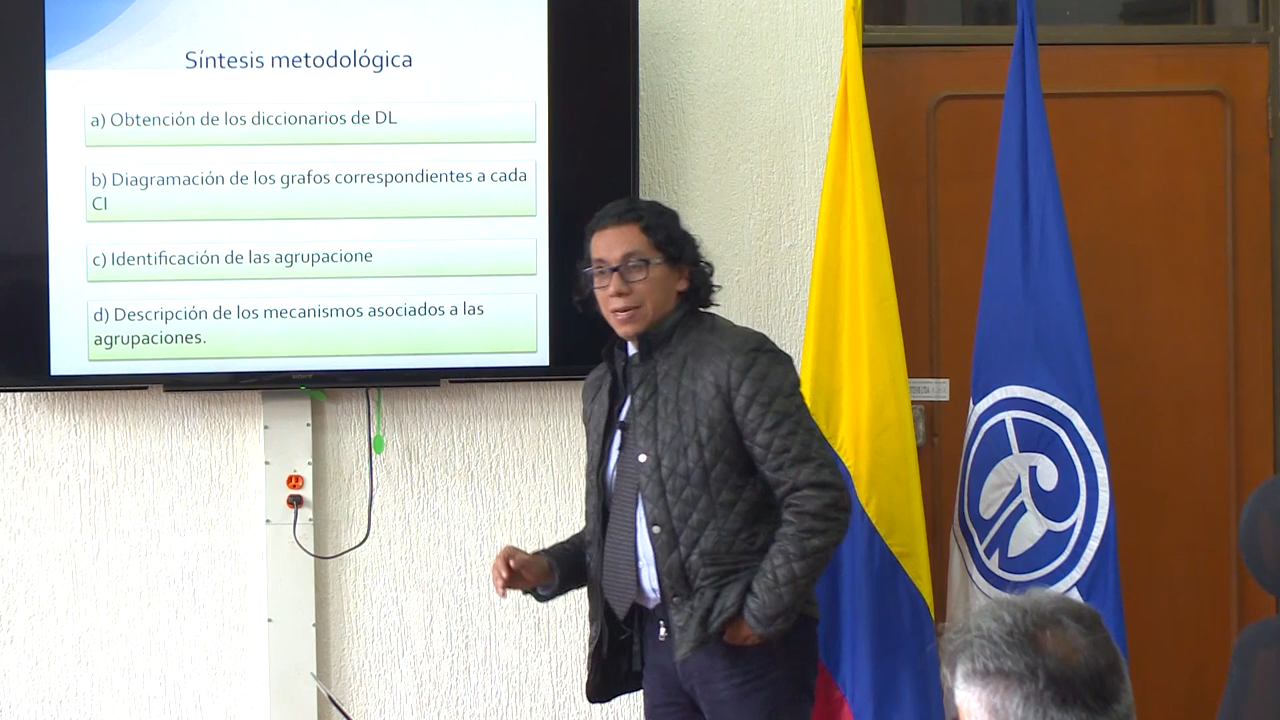 Síntesis metodológica
a) Obtención de los diccionarios de DL
b) Diagramación de los grafos correspondientes a cada
CI
c) Identificación de las agrupacione
d) Descripción de los mecanismos asociados a las
agrupaciones.